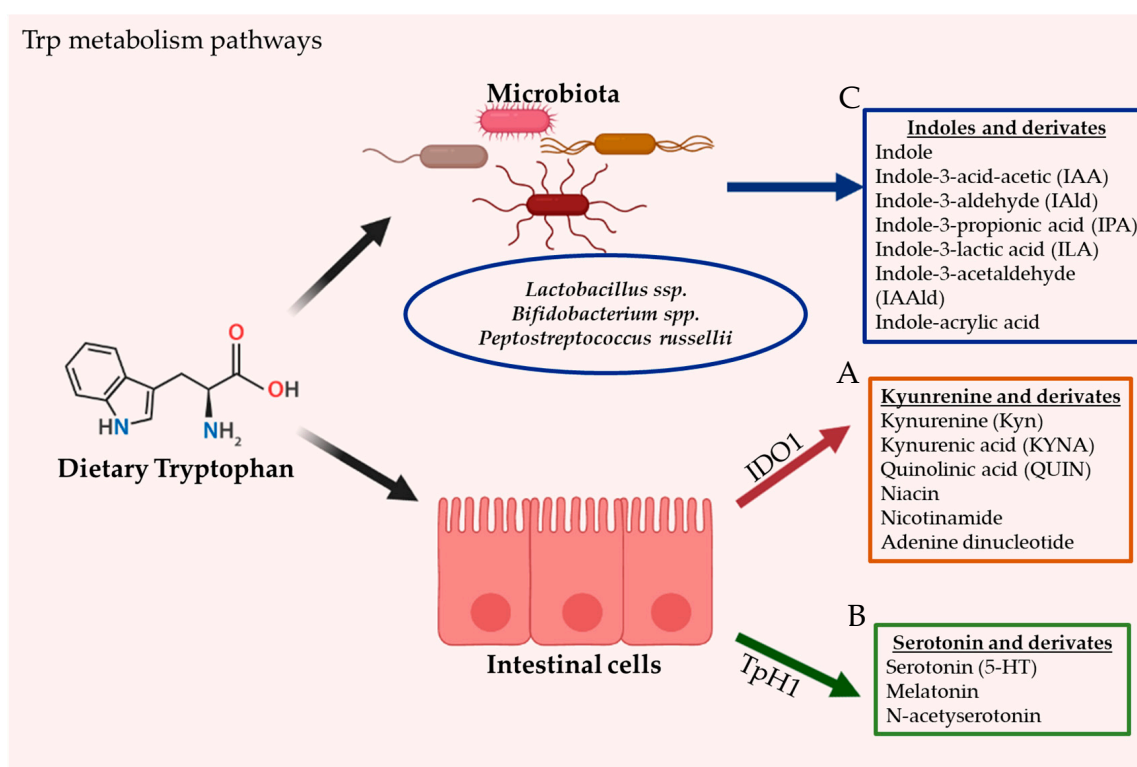 Trp metabolism pathways
Microbiota
Lactobacillus ssp.
Bifidobacterium spp.
Peptostreptococcus russellii
C
Indoles and derivates
Indole
Indole-3-acid-acetic (IAA)
Indole-3-aldehyde (IAld)
Indole-3-propionic acid (IPA)
Indole-3-lactic acid (ILA)
Indole-3-acetaldehyde
(IAAld)
Indole-acrylic acid
O
OH
HN
NH2
Dietary Tryptophan
IDO1
A
Kyunrenine and derivates
Kynurenine (Kyn)
Kynurenic acid (KYNA)
Quinolinic acid (QUIN)
Niacin
Nicotinamide
Adenine dinucleotide
Intestinal cells
TpH1
B
Serotonin and derivates
Serotonin (5-HT)
Melatonin
N-acetyserotonin